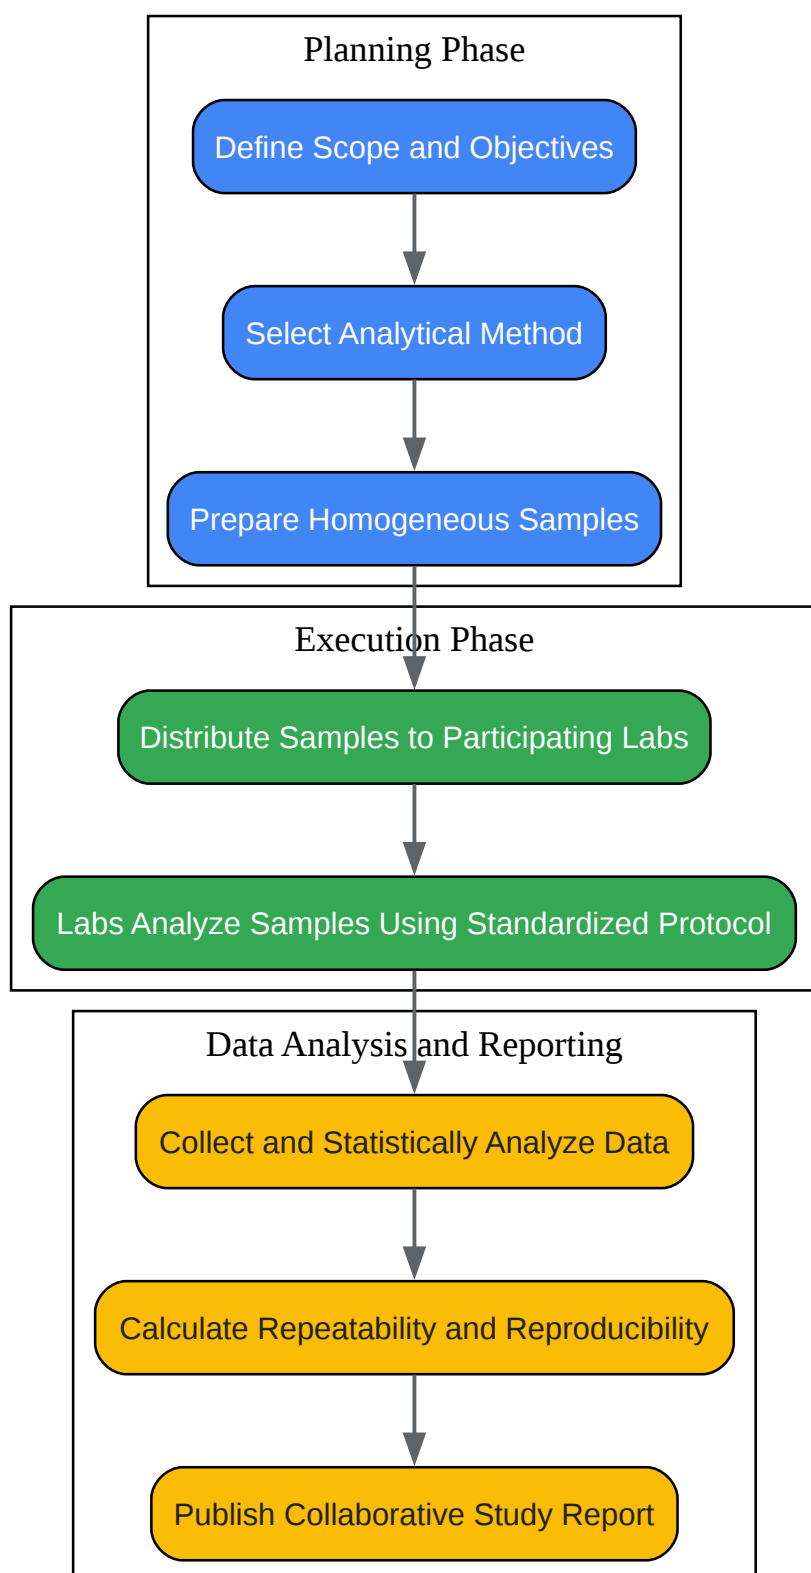 Planning Phase
Define Scope and Objectives
Select Analytical Method
Prepare Homogeneous Samples
Execution Phase
Distribute Samples to Participating Labs
Labs Analyze Samples Using Standardized Protocol
Data Analysis and Reporting
Collect and Statistically Analyze Data
Calculate Repeatability and Reproducibility
Publish Collaborative Study Report